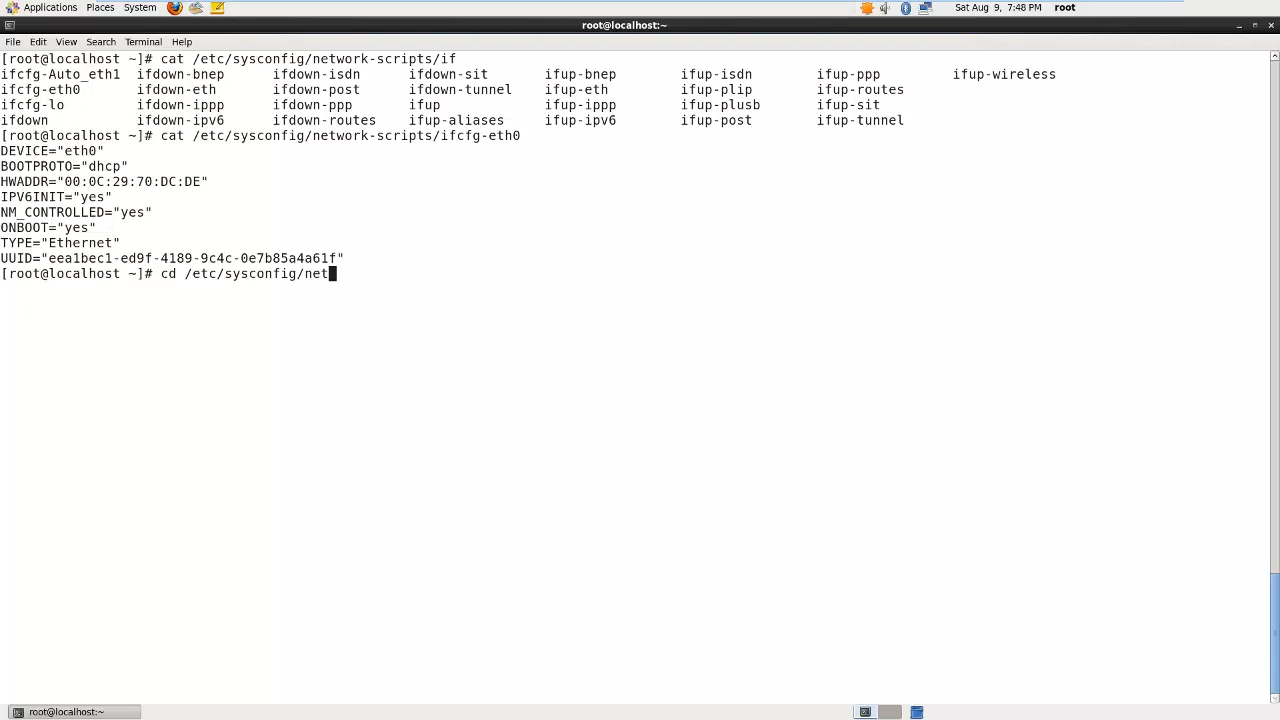 Applications Places System Sat Aug 9, 7:48 PM root
root@localhost:~
File Edit View Search Terminal Help
[root@localhost ~]# cat /etc/sysconfig/network-scripts/if
ifcfg-Auto_eth1 ifdown-bnep ifdown-isdn ifdown-sit ifup-bnep ifup-isdn ifup-ppp ifup-wireless
ifcfg-eth0 ifdown-eth ifdown-post ifdown-tunnel ifup-eth ifup-plip ifup-routes
ifcfg-lo ifdown-ippp ifdown-ppp ifup ifup-ippp ifup-plusb ifup-sit
ifdown ifdown-ipv6 ifdown-routes ifup-aliases ifup-ipv6 ifup-post ifup-tunnel
[root@localhost ~]# cat /etc/sysconfig/network-scripts/ifcfg-eth0
DEVICE="eth0"
BOOTPROTO="dhcp"
HWADDR="00:0C:29:70:DC:DE"
IPV6INIT="yes"
NM_CONTROLLED="yes"
ONBOOT="yes"
TYPE="Ethernet"
UUID="eea1bec1-ed9f-4189-9c4c-0e7b85a4a61f"
[root@localhost ~]# cd /etc/sysconfig/net
root@localhost:~